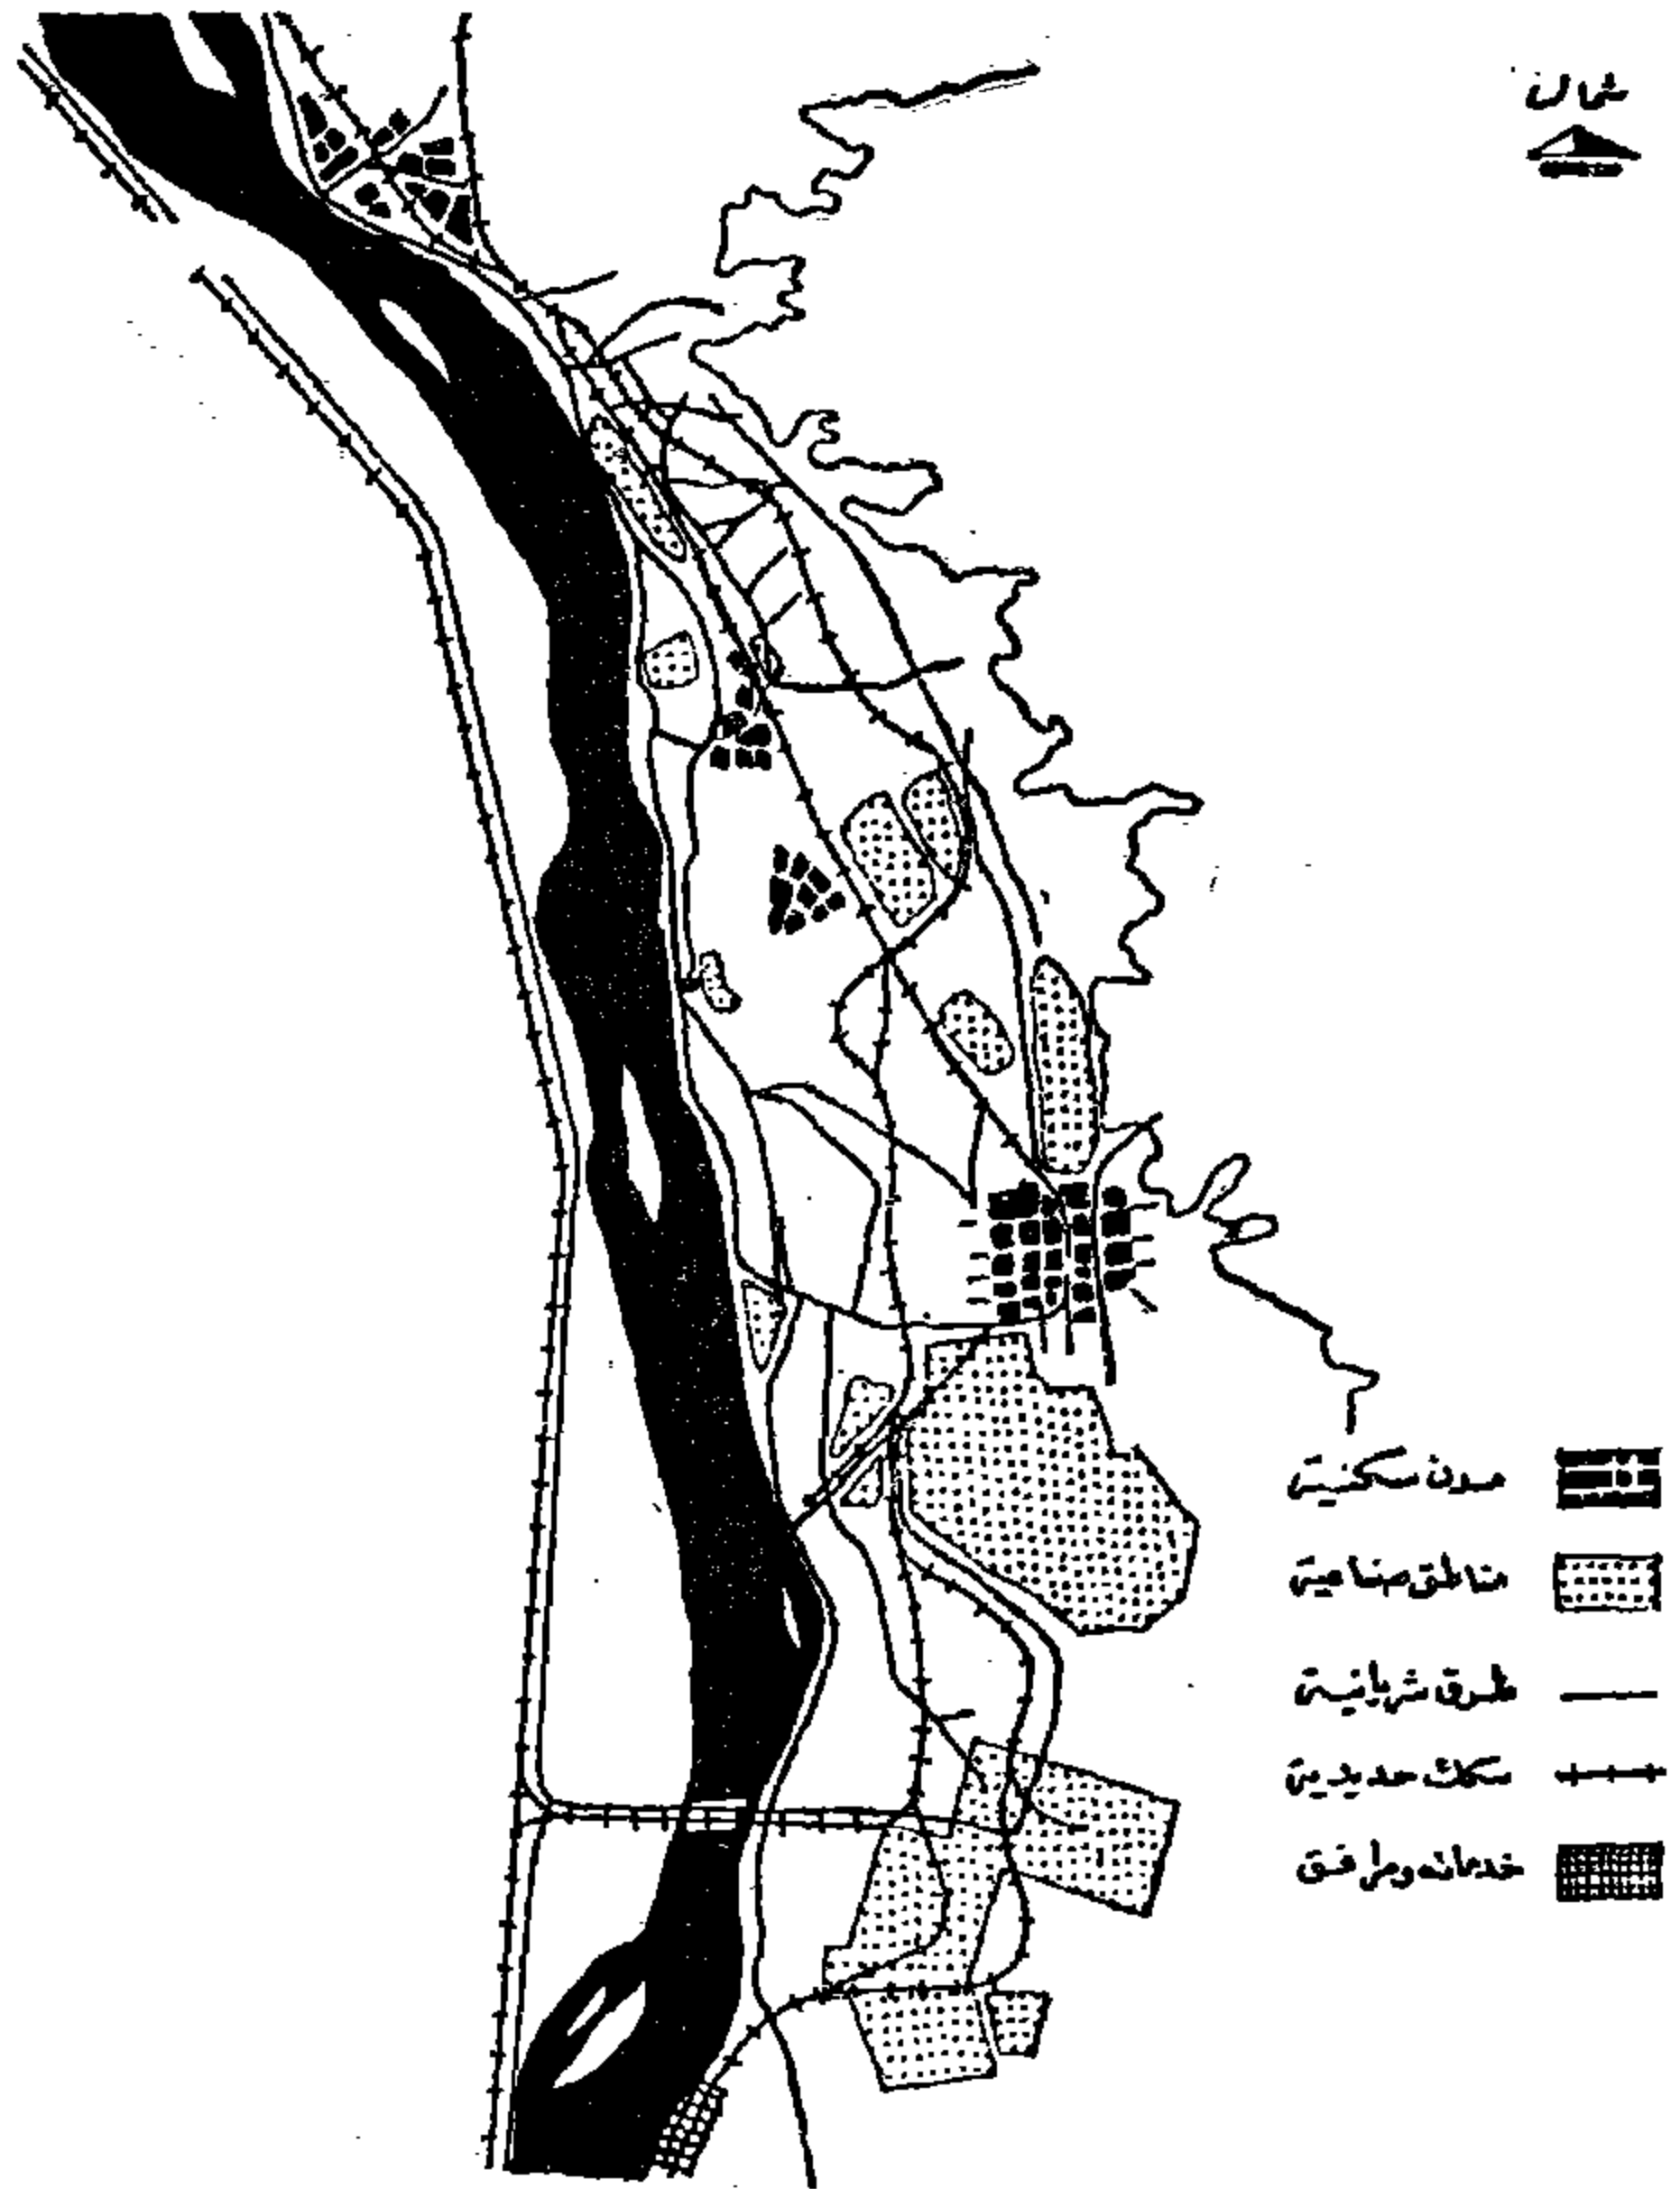 شمال
مدن سكنية
مناطق صناعية
طرق شريانية
سكك حديدية
خدمات ومرافق